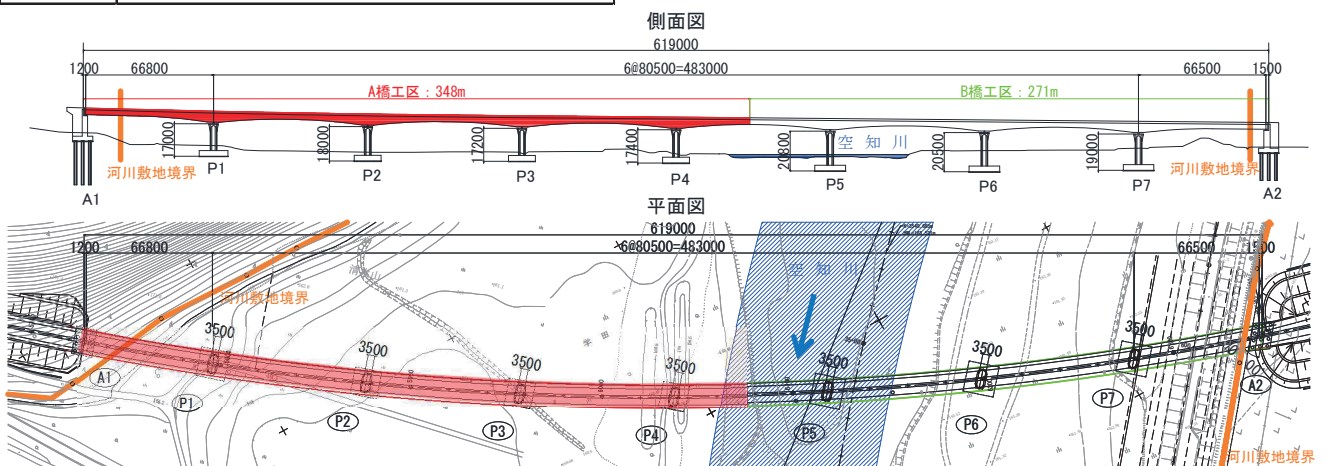 側面図
619000
1200 66800 6@80500=483000 66500 1500
A橋工区：348m B橋工区：271m
17000 18000 17200 17400 20800 20500 19000
空知川
河川敷地境界 河川敷地境界
P1 P2 P3 P4 P5 P6 P7
A1 A2
平面図
619000
1200 66800 6@80500=483000 66500 1500
空知川
河川敷地境界
3500 3500 3500 3500 3500 3500 3500
A1 P1 P2 P3 P4 P5 P6 P7 A2
河川敷地境界